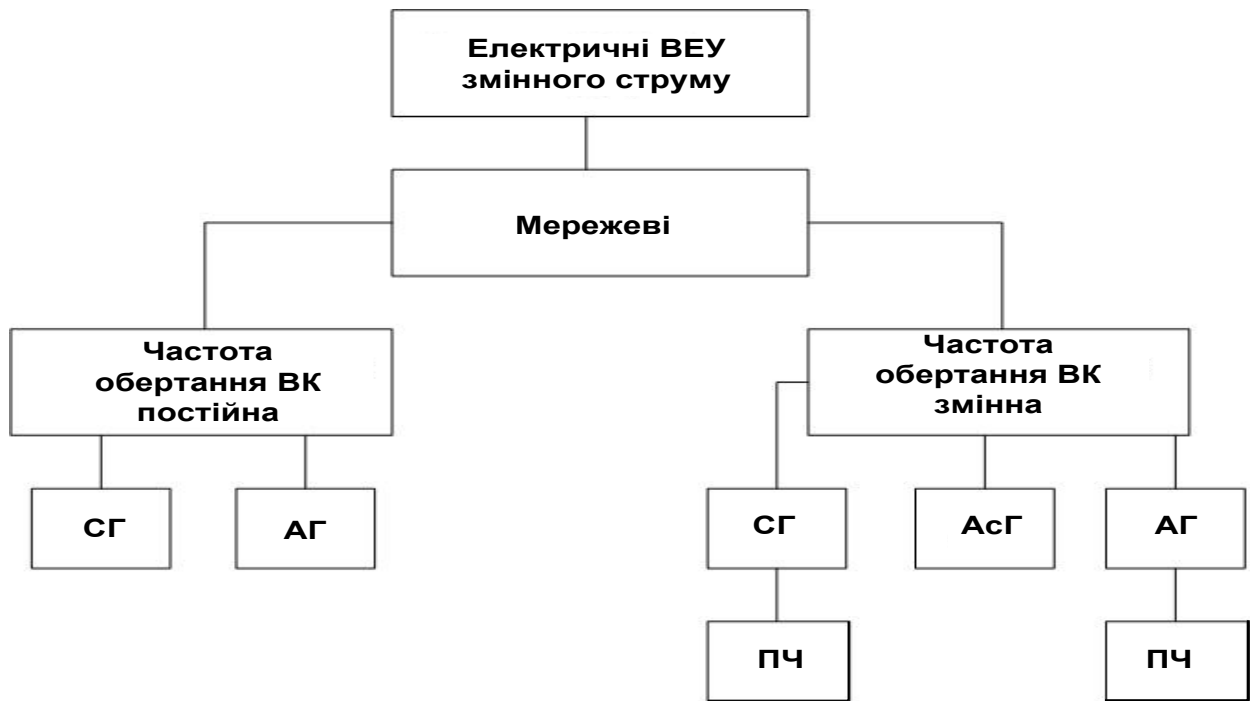 Електричні ВЕУ
змінного струму
Мережеві
Частота
обертання ВК
постійна
Частота
обертання ВК
змінна
СГ
АГ
СГ
АсГ
АГ
ПЧ
ПЧ